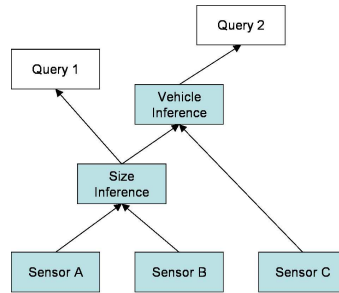 Query 2
Query 1
Vehicle
Inference
Size
Inference
Sensor A
Sensor B
Sensor C